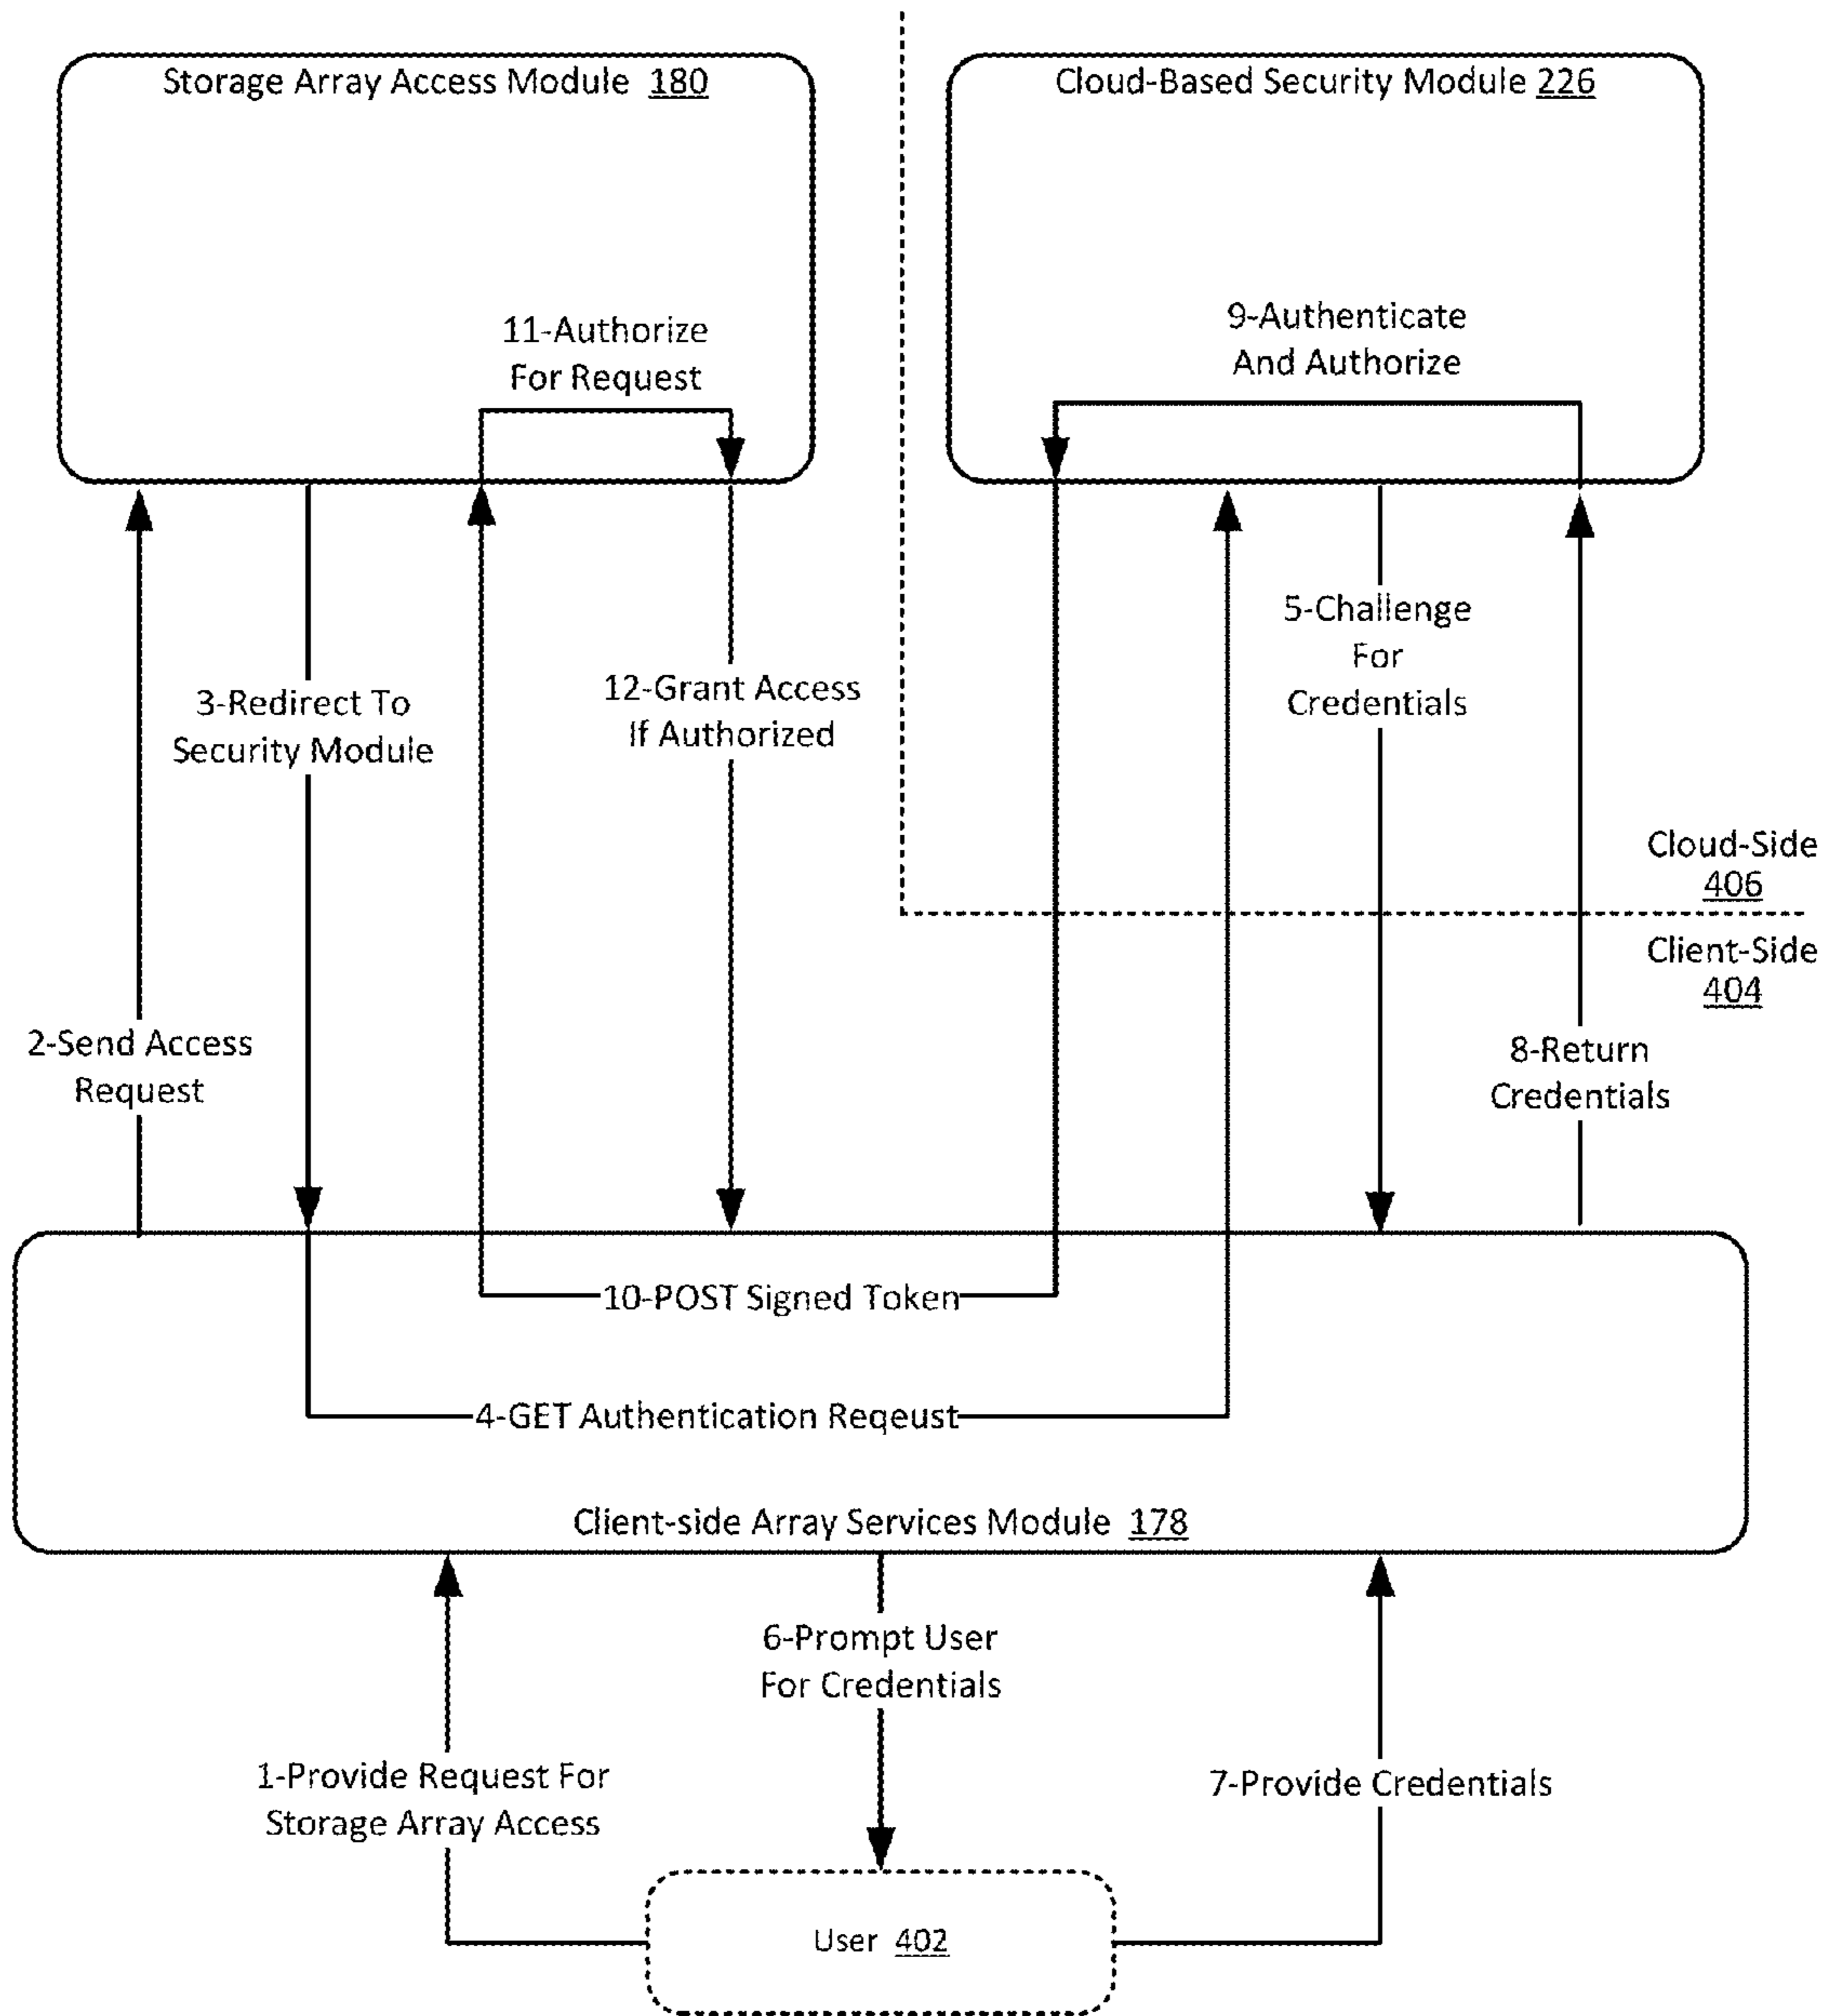 Storage Array Access Module 180
Cloud-Based Security Module 226
11-Authorize
For Request
9-Authenticate
And Authorize
5-Challenge
For
Credentials
3-Redirect To
Security Module
12-Grant Access
If Authorized
Cloud-Side
406
Client-Side
404
2-Send Access
Request
8-Return
Credentials
10-POST Signed Token
4-GET Authentication Reqeust
Client-side Array Services Module 178
6-Prompt User
For Credentials
1-Provide Request For
Storage Array Access
7-Provide Credentials
User 402